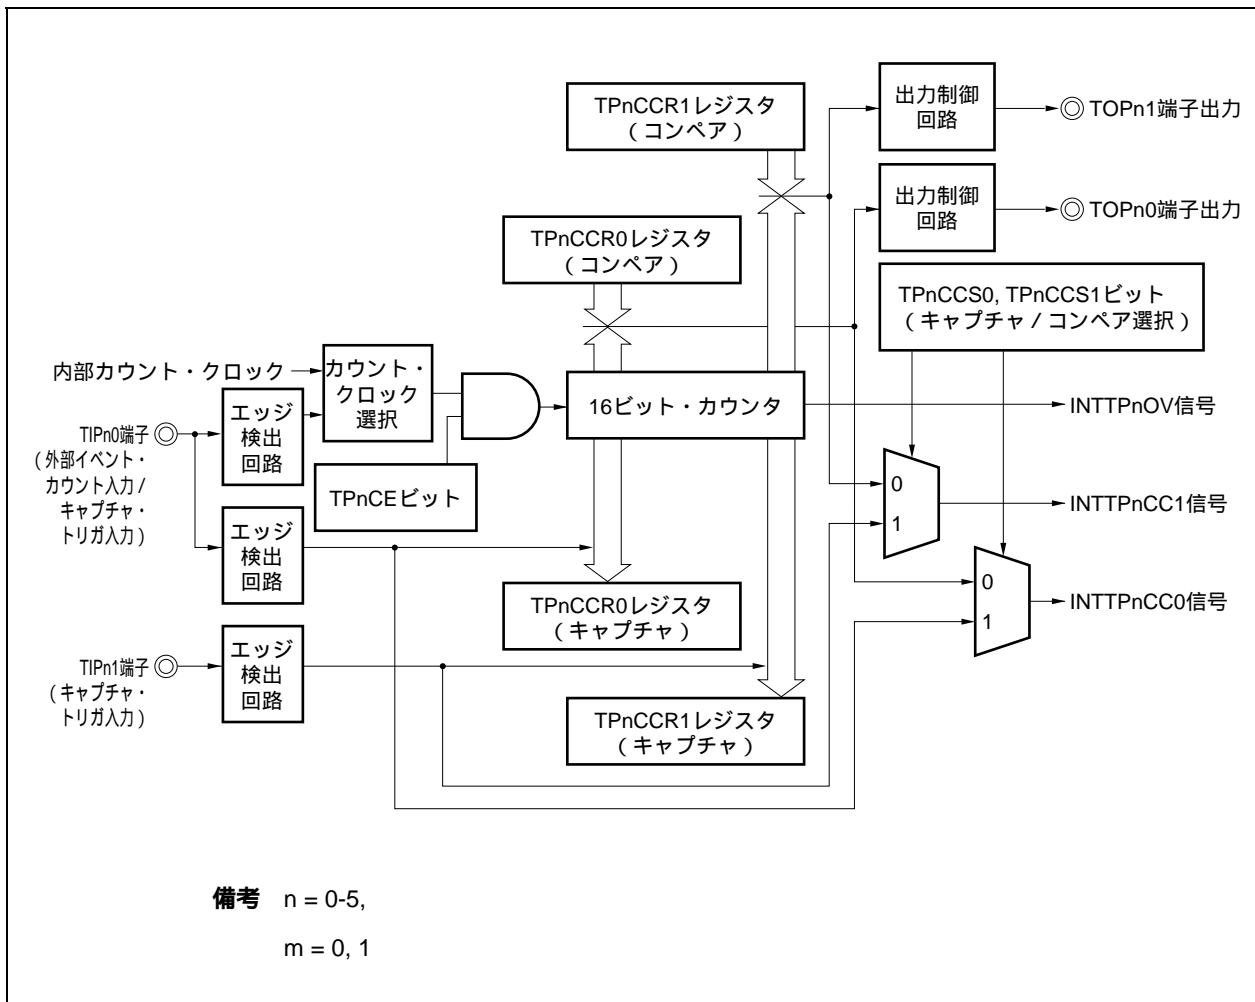 TPnCCR1レジスタ
（コンペア）
出力制御
回路
TOPn1端子出力
出力制御
回路
TOPn0端子出力
TPnCCR0レジスタ
（コンペア）
TPnCCS0, TPnCCS1ビット
（キャプチャ / コンペア選択）
内部カウント・クロック
カウント・
クロック
選択
16ビット・カウンタ
INTTPnOV信号
TIPn0端子
（外部イベント・
カウント入力 /
キャプチャ・
トリガ入力）
エッジ
検出
回路
TPnCEビット
0
1
INTTPnCC1信号
エッジ
検出
回路
0
1
INTTPnCC0信号
TPnCCR0レジスタ
（キャプチャ）
TIPn1端子
（キャプチャ・
トリガ入力）
エッジ
検出
回路
TPnCCR1レジスタ
（キャプチャ）
備考 n = 0-5,
m = 0, 1